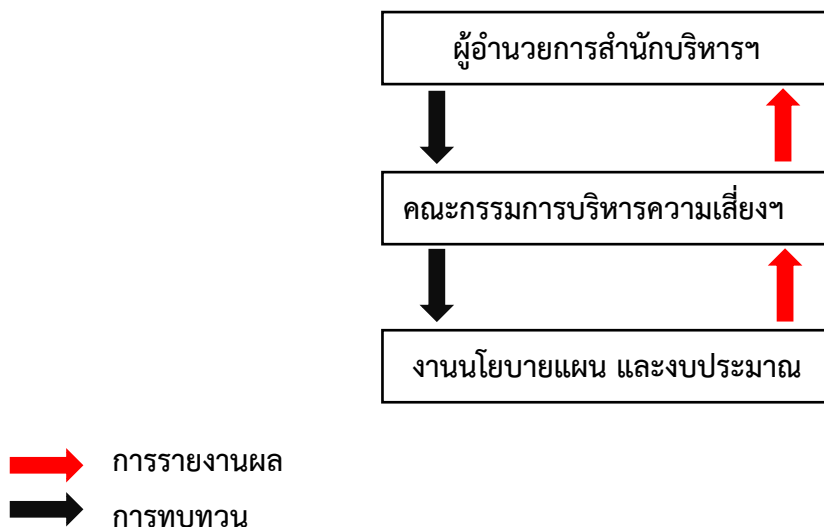 ผู้อำนวยการสำนักบริหารฯ
คณะกรรมการบริหารความเสี่ยงฯ
งานนโยบายแผน และงบประมาณ
การรายงานผล
การทบทวน